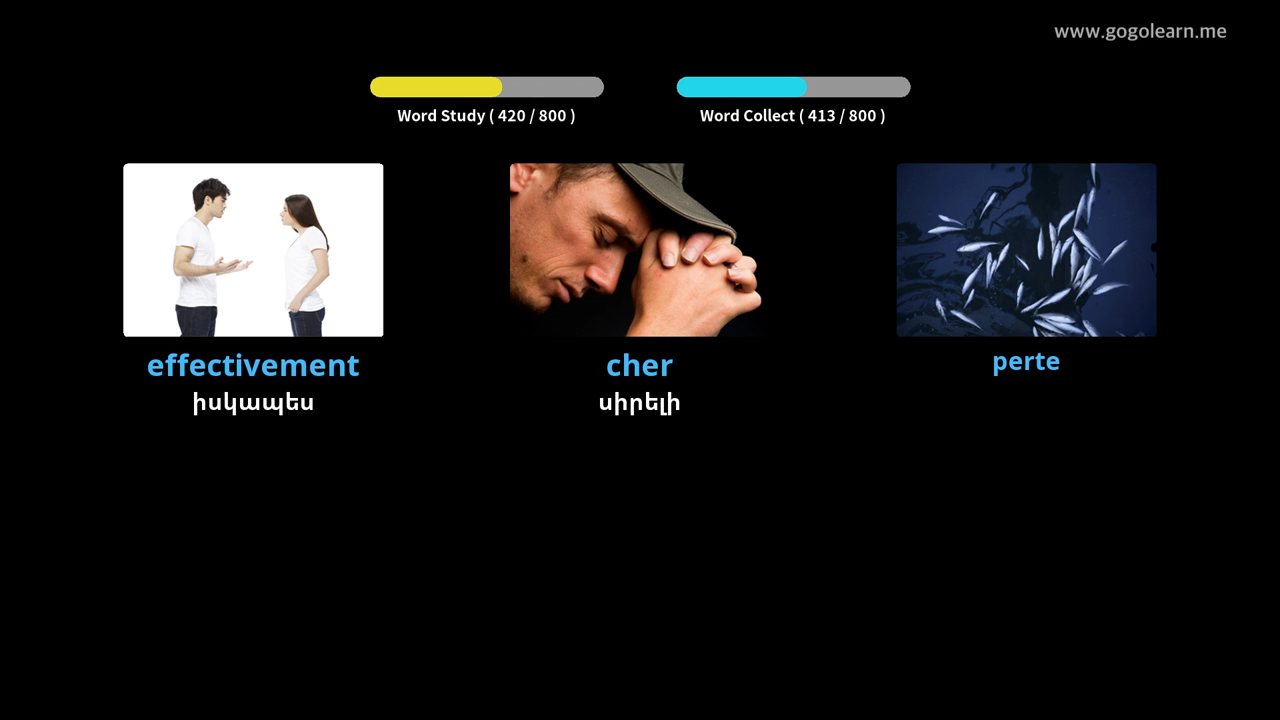 www.gogolearn.me
Word Study ( 420 / 800 )
Word Collect ( 413 / 800 )
effectivement
cher
perte
իսկապես
սիրելի